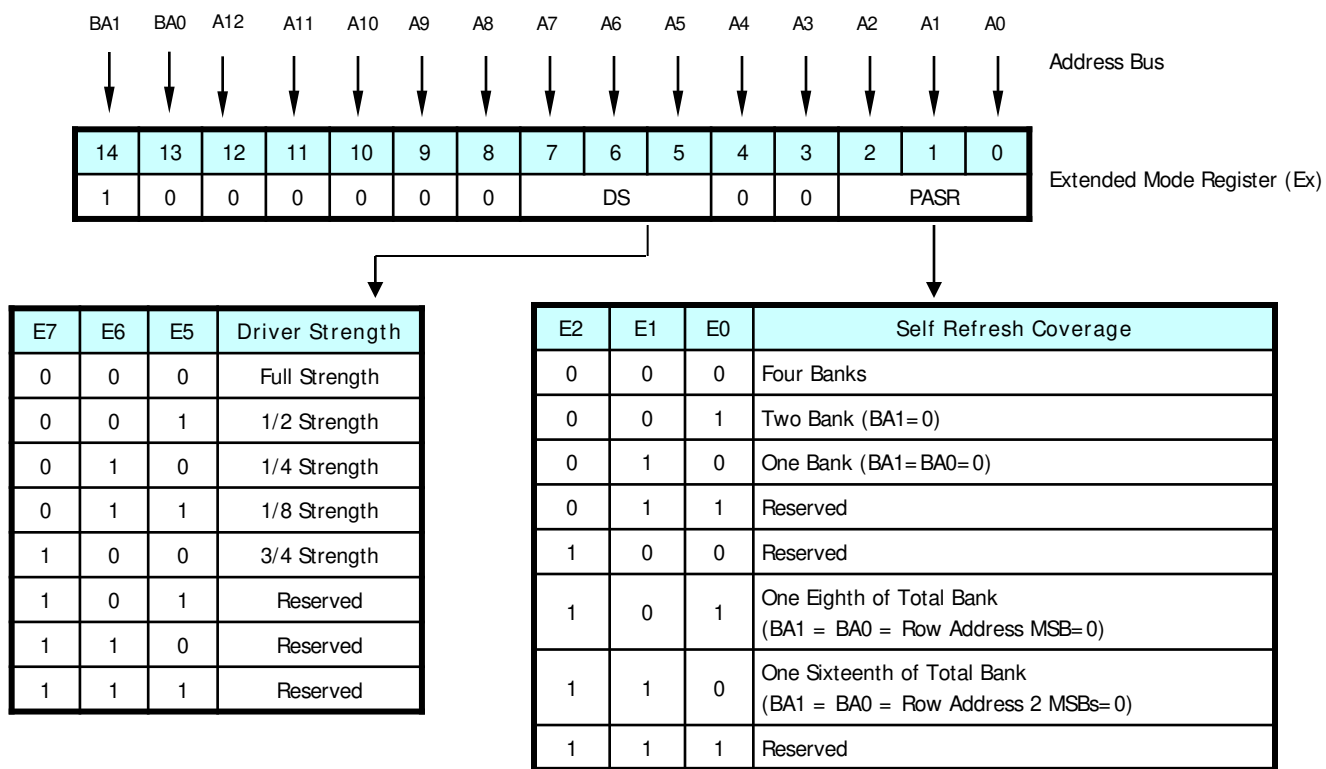 BA1 BA0 A12 A11 A10 A9 A8 A7 A6 A5 A4 A3 A2 A1 A0
Address Bus
14 13 12 11 10 9 8 7 6 5 4 3 2 1 0
1 0 0 0 0 0 0 DS 0 0 PASR
Extended Mode Register (Ex)
E7 E6 E5 Driver Strength
0 0 0 Full Strength
0 0 1 1/2 Strength
0 1 0 1/4 Strength
0 1 1 1/8 Strength
1 0 0 3/4 Strength
1 0 1 Reserved
1 1 0 Reserved
1 1 1 Reserved
E2 E1 E0 Self Refresh Coverage
0 0 0 Four Banks
0 0 1 Two Bank (BA1=0)
0 1 0 One Bank (BA1=BA0=0)
0 1 1 Reserved
1 0 0 Reserved
1 0 1 One Eighth of Total Bank
(BA1 = BA0 = Row Address MSB=0)
1 1 0 One Sixteenth of Total Bank
(BA1 = BA0 = Row Address 2 MSBs=0)
1 1 1 Reserved